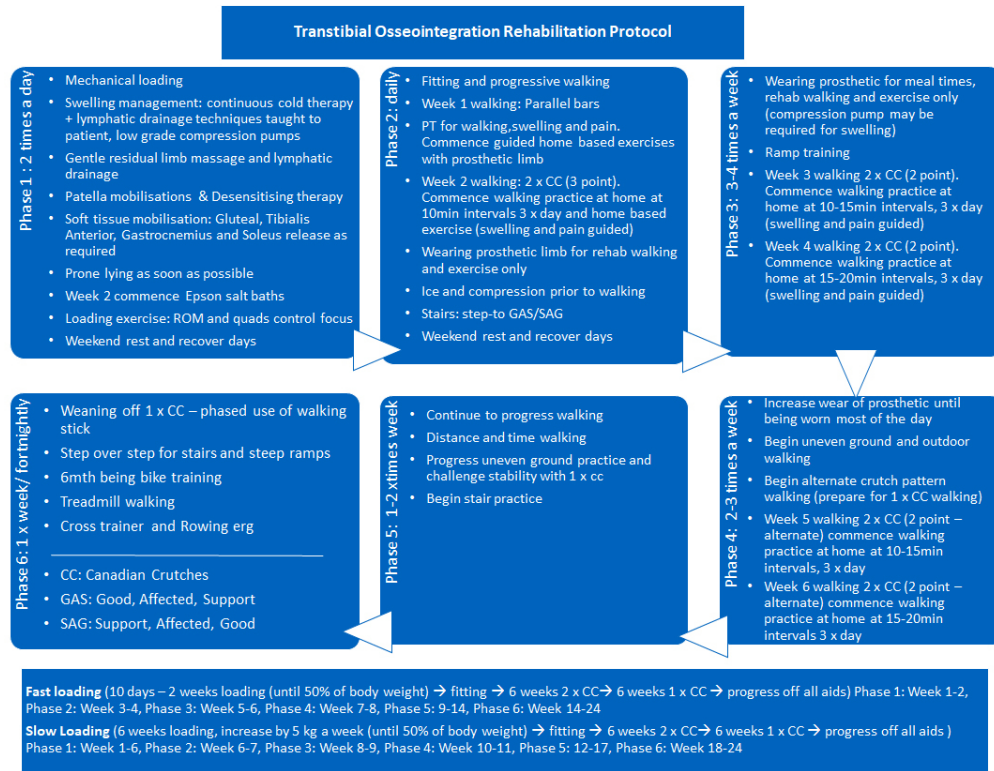 Transtibial Osseointegration Rehabilitation Protocol
Phase 1 : 2 times a day
• Mechanical loading
• Swelling management: continuous cold therapy
+ lymphatic drainage techniques taught to
patient, low grade compression pumps
• Gentle residual limb massage and lymphatic
drainage
• Patella mobilisations & Desensitising therapy
• Soft tissue mobilisation: Gluteal, Tibialis
Anterior, Gastrocnemius and Soleus release as
required
• Prone lying as soon as possible
• Week 2 commence Epson salt baths
• Loading exercise: ROM and quads control focus
• Weekend rest and recover days
Phase 2: daily
• Fitting and progressive walking
• Week 1 walking: Parallel bars
• PT for walking,swelling and pain.
Commence guided home based exercises
with prosthetic limb
• Week 2 walking: 2 x CC (3 point).
Commence walking practice at home at
10min intervals 3 x day and home based
exercise (swelling and pain guided)
• Wearing prosthetic limb for rehab walking
and exercise only
• Ice and compression prior to walking
• Stairs: step-to GAS/SAG
• Weekend rest and recover days
Phase 3: 3-4 times a week
• Wearing prosthetic for meal times,
rehab walking and exercise only
(compression pump may be
required for swelling)
• Ramp training
• Week 3 walking 2 x CC (2 point).
Commence walking practice at
home at 10-15min intervals, 3 x day
(swelling and pain guided)
• Week 4 walking 2 x CC (2 point).
Commence walking practice at
home at 15-20min intervals, 3 x day
(swelling and pain guided)
Phase 4: 2-3 times a week
• Increase wear of prosthetic until
being worn most of the day
• Begin uneven ground and outdoor
walking
• Begin alternate crutch pattern
walking (prepare for 1 x CC walking)
• Week 5 walking 2 x CC (2 point –
alternate) commence walking
practice at home at 10-15min
intervals, 3 x day
• Week 6 walking 2 x CC (2 point –
alternate) commence walking
practice at home at 15-20min
intervals 3 x day
Phase 5: 1-2 xtimes week
• Continue to progress walking
• Distance and time walking
• Progress uneven ground practice and
challenge stability with 1 x cc
• Begin stair practice
Phase 6: 1 x week/ fortnightly
• Weaning off 1 x CC – phased use of walking
stick
• Step over step for stairs and steep ramps
• 6mth being bike training
• Treadmill walking
• Cross trainer and Rowing erg
• CC: Canadian Crutches
• GAS: Good, Affected, Support
• SAG: Support, Affected, Good
Fast loading (10 days – 2 weeks loading (until 50% of body weight) → fitting → 6 weeks 2 x CC→ 6 weeks 1 x CC → progress off all aids) Phase 1: Week 1-2,
Phase 2: Week 3-4, Phase 3: Week 5-6, Phase 4: Week 7-8, Phase 5: 9-14, Phase 6: Week 14-24
Slow Loading (6 weeks loading, increase by 5 kg a week (until 50% of body weight) → fitting → 6 weeks 2 x CC→ 6 weeks 1 x CC → progress off all aids )
Phase 1: Week 1-6, Phase 2: Week 6-7, Phase 3: Week 8-9, Phase 4: Week 10-11, Phase 5: 12-17, Phase 6: Week 18-24